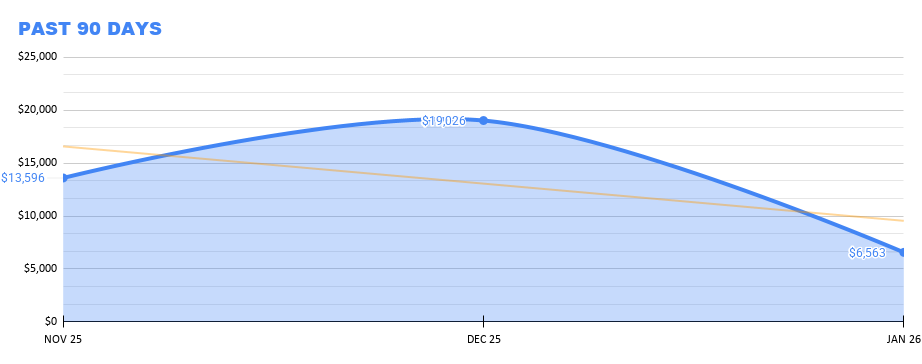 PAST 90 DAYS
$25,000
$20,000
$19,026
$15,000
$13,596
$10,000
$6,563
$5,000
$0
NOV 25
DEC 25
JAN 26